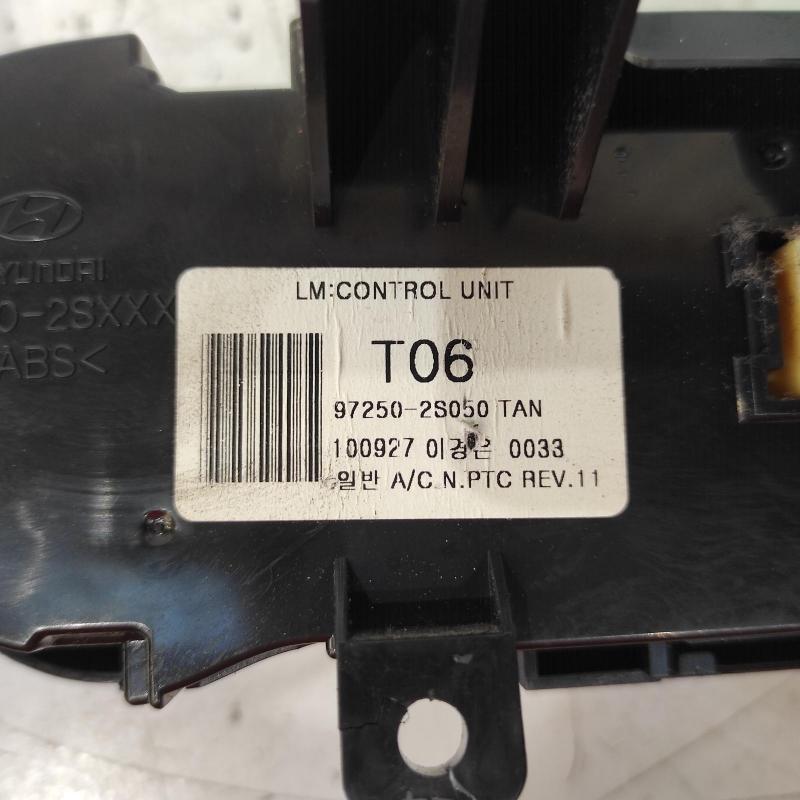 LM:CONTROL UNIT
T06
97250-2S050 TAN
100927 이경은 0033
일반 A/C N.PTC REV.11
YUNDAI
0-2SXXX
ABS<